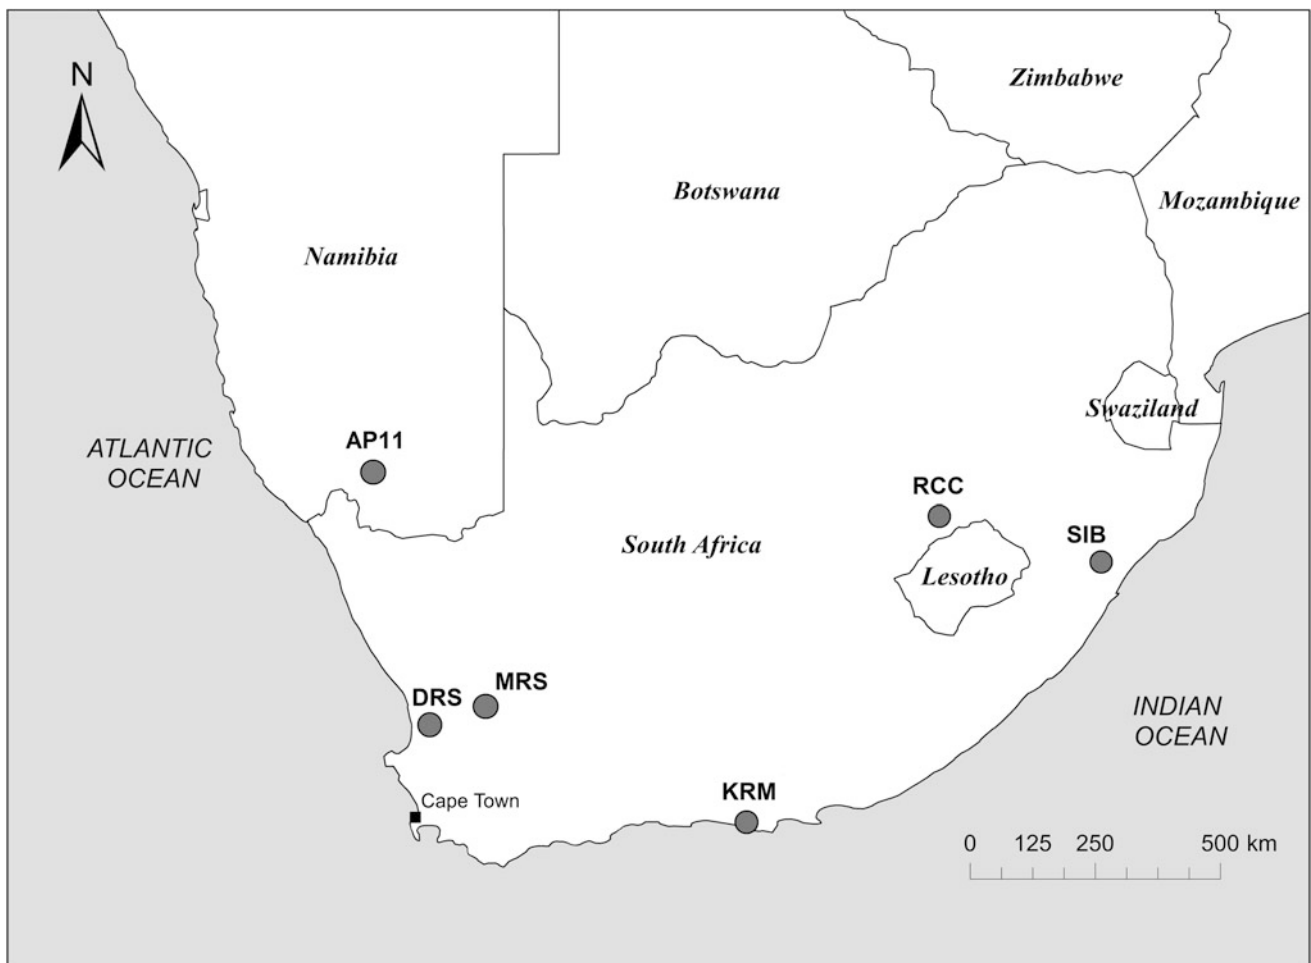 N
Zimbabwe
Botswana
Mozambique
Namibia
Swaziland
ATLANTIC
OCEAN
AP11
RCC
South Africa
SIB
Lesotho
MRS
DRS
INDIAN
OCEAN
KRM
Cape Town
0 125 250 500 km